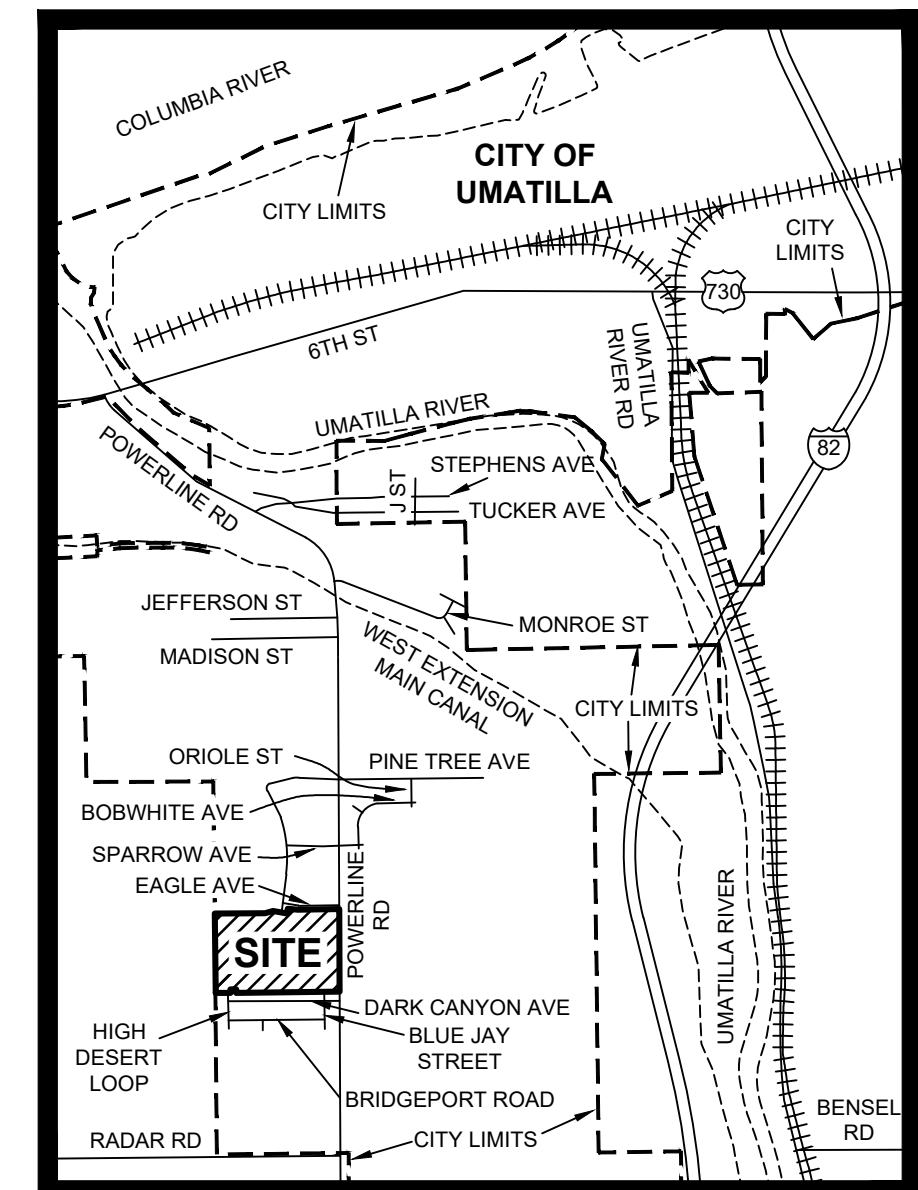 COLUMBIA RIVER
CITY OF
UMATILLA
CITY LIMITS
CITY
LIMITS
730
6TH ST
UMATILLA
RIVER RD
UMATILLA RIVER
82
POWERLINE RD
STEPHENS AVE
J ST
TUCKER AVE
JEFFERSON ST
MONROE ST
MADISON ST
WEST EXTENSION
MAIN CANAL
CITY LIMITS
ORIOLE ST
PINE TREE AVE
BOBWHITE AVE
SPARROW AVE
EAGLE AVE
POWERLINE
RD
SITE
UMATILLA RIVER
DARK CANYON AVE
HIGH
DESERT
LOOP
BLUE JAY
STREET
BRIDGEPORT ROAD
BENSEL
RD
RADAR RD
CITY LIMITS